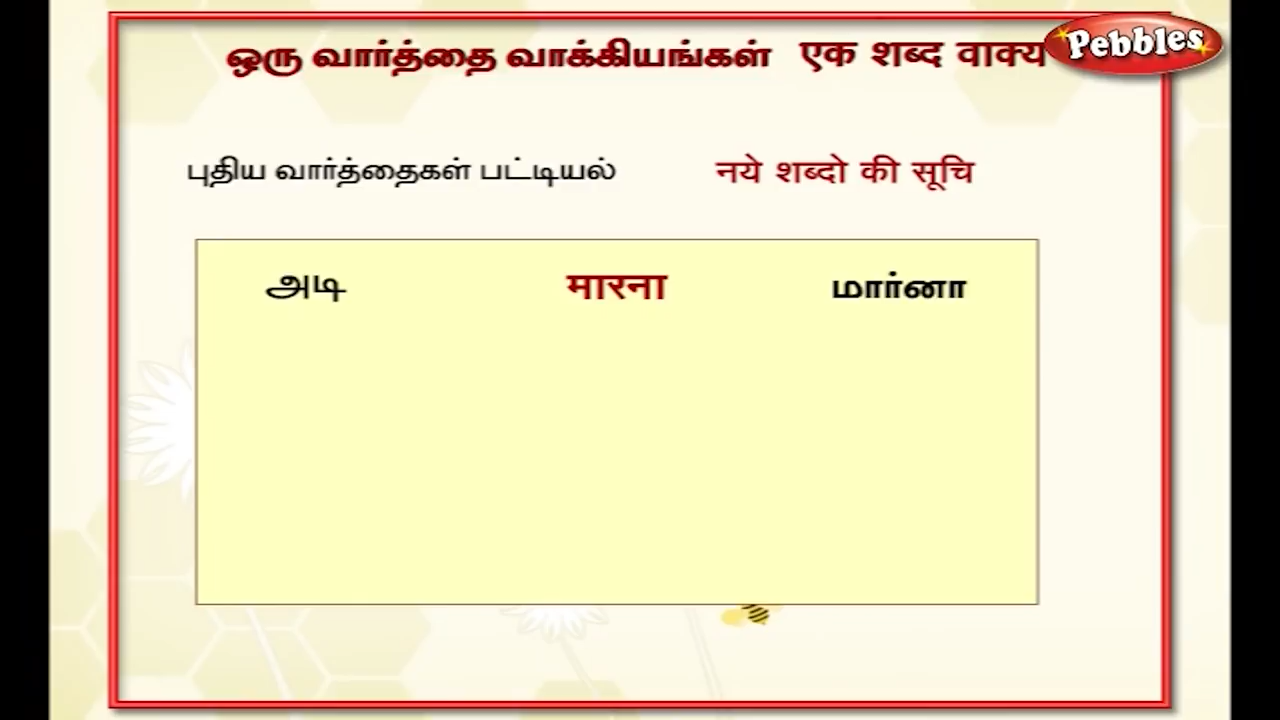 ஒரு வார்த்தை வாக்கியங்கள் एक शब्द वाक्य
Pebbles
புதிய வார்த்தைகள் பட்டியல் नये शब्दो की सूचि
அடி मारना மார்னா